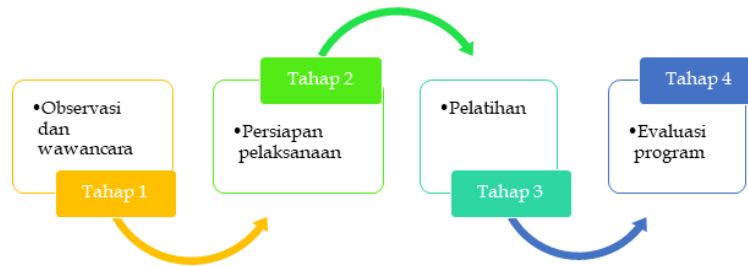 •Observasi
dan
wawancara
Tahap 1
Tahap 2
•Persiapan
pelaksanaan
•Pelatihan
Tahap 3
Tahap 4
•Evaluasi
program